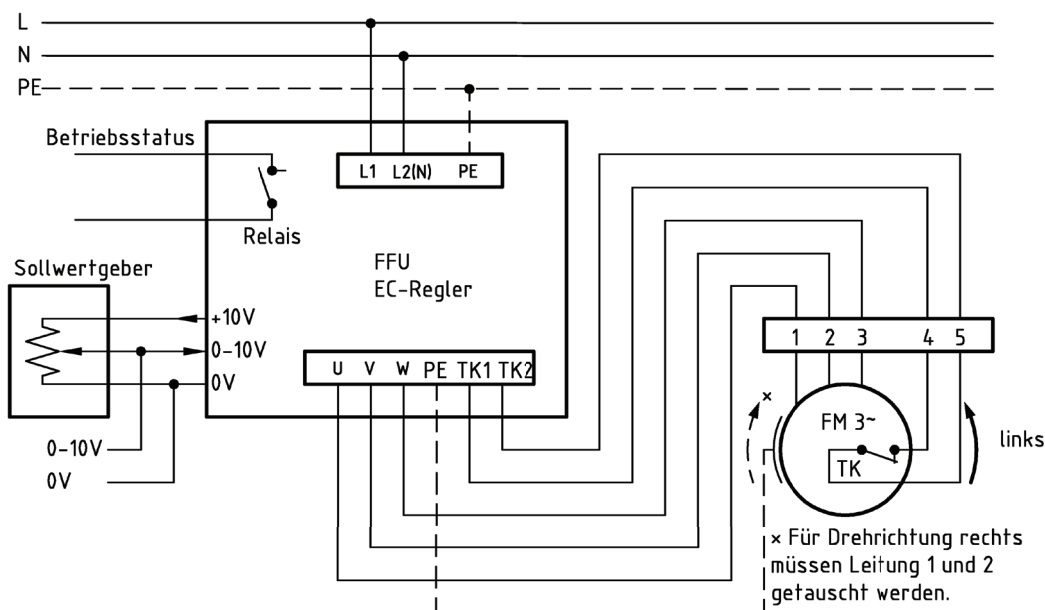 L
N
PE
Betriebsstatus
L1 L2(N) PE
Relais
FFU
EC-Regler
Sollwertgeber
+10V
0-10V
0V
U V W PE TK1 TK2
0-10V
0V
1 2 3 4 5
×
FM 3~
TK
links
× Für Drehrichtung rechts
müssen Leitung 1 und 2
getauscht werden.